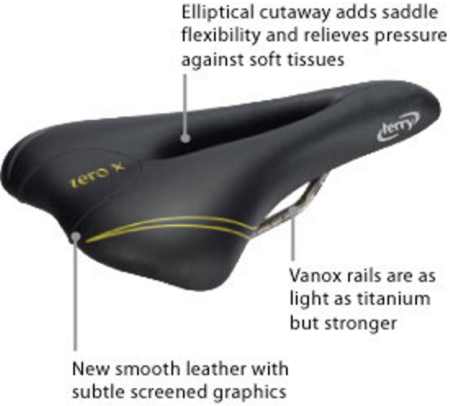 Elliptical cutaway adds saddle
flexibility and relieves pressure
against soft tissues
terry
zero x
Vanox rails are as
light as titanium
but stronger
New smooth leather with
subtle screened graphics